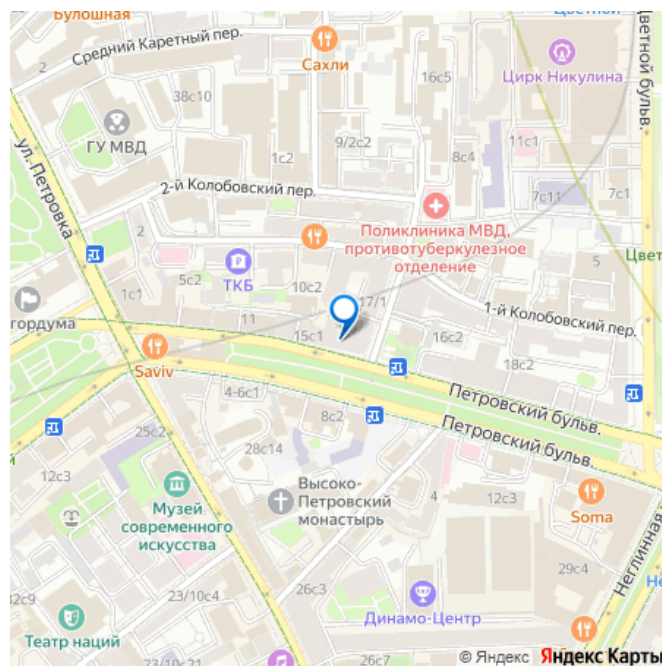 Булошная
Цветной
Средний Каретный пер.
Сахли
Цирк Никулина
Цветной бульв.
2
16с5
38с10
ГУ МВД
9/2с2
11с1
1с2
8с4
ул. Петровка
2-й Колобовский пер.
7с11
7с1
Поликлиника МВД,
противотуберкулезное
отделение
2
5с2
ТКБ
10с2
17/1
5
Цвет
1с1
гордума
11
15с1
1-й Колобовский пер.
16с2
18с2
Saviv
4-6с1
8с2
Петровский бульв.
Петровский бульв.
25с2
28с14
12с3
Высоко-
Петровский
монастырь
4
12с3
Музей
современного
искусства
Soma
Неглинная
26с3
29с4
32с9
23/10с4
Динамо-Центр
Театр наций
23/10с21
© Яндекс Яндекс Карты